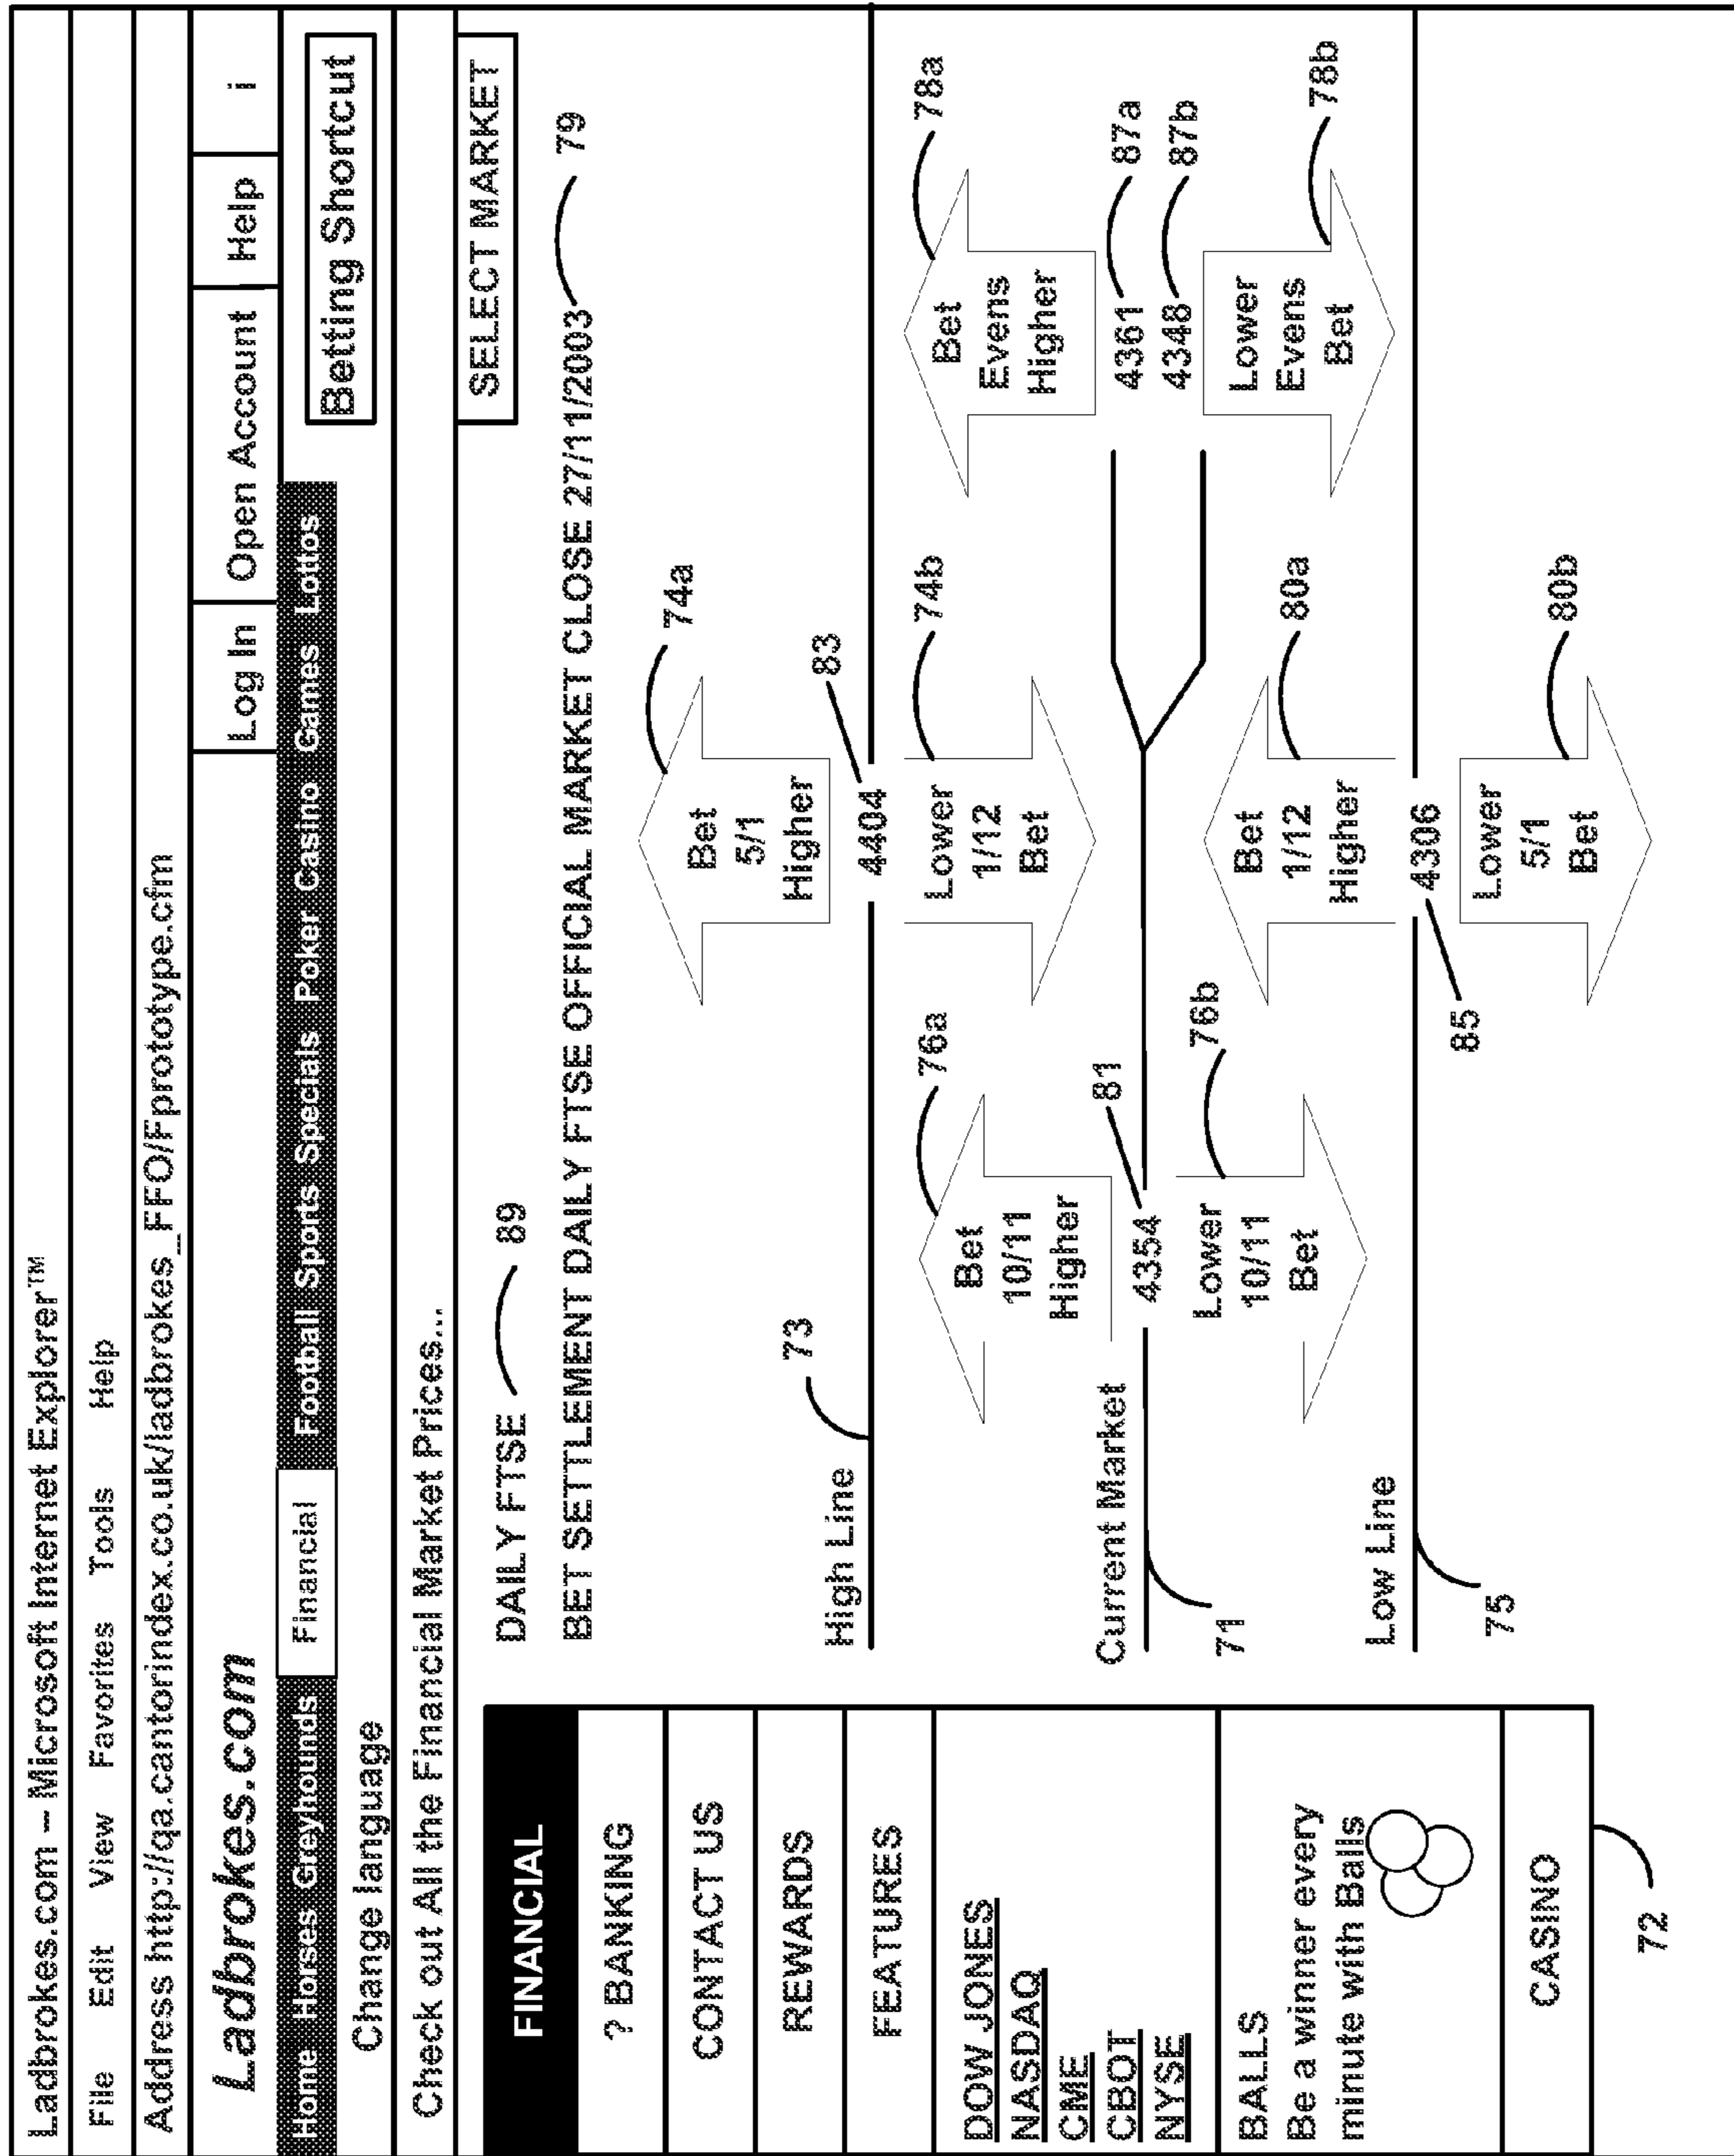 Ladbrokes.com – Microsoft Internet Explorer™
File Edit View Favorites Tools Help
Address http://qa.cantorindex.co.uk/ladbrokes_FFO/Fprototype.cfm
Ladbrokes.com
Log In Open Account Help i
Home Horses Greyhounds Financial Football Sports Specials Poker Casino Games Lottos
Betting Shortcut
Change language
Check out All the Financial Market Prices...
SELECT MARKET
FINANCIAL
? BANKING
CONTACT US
REWARDS
FEATURES
DOW JONES
NASDAQ
CME
CBOT
NYSE
BALLS
Be a winner every
minute with Balls
CASINO
72
DAILY FTSE 89
BET SETTLEMENT DAILY FTSE OFFICIAL MARKET CLOSE 27/11/2003 79
High Line
73
Bet
5/1
Higher
74a
4404
83
Lower
1/12
Bet
74b
Current Market
71
Bet
10/11
Higher
76a
4354
81
Lower
10/11
Bet
76b
Bet
Evens
Higher
78a
4361 87a
4348 87b
Lower
Evens
Bet
78b
Low Line
75
Bet
1/12
Higher
80a
4306
85
Lower
5/1
Bet
80b